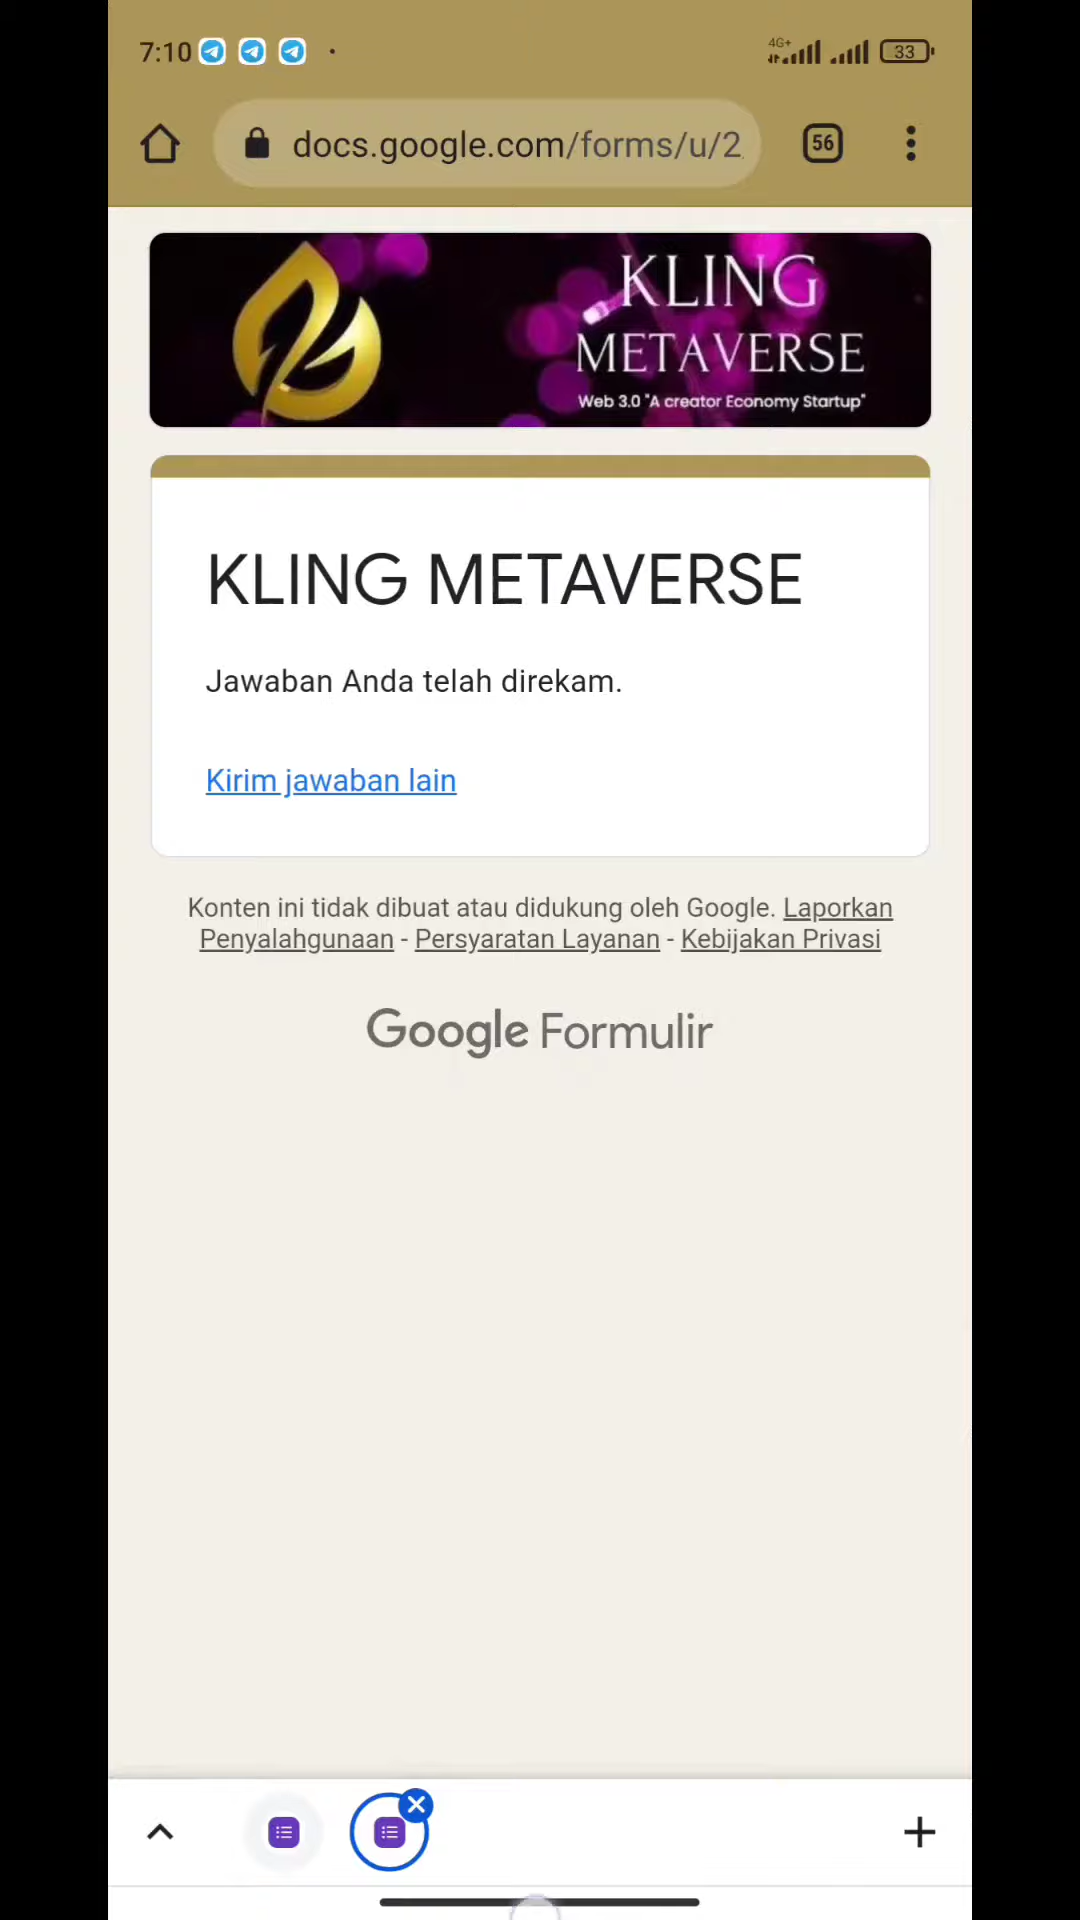 7:10
4G+
33
docs.google.com/forms/u/2
56
KLING
METAVERSE
Web 3.0 "A creator Economy Startup"
KLING METAVERSE
Jawaban Anda telah direkam.
Kirim jawaban lain
Konten ini tidak dibuat atau didukung oleh Google. Laporkan
Penyalahgunaan - Persyaratan Layanan - Kebijakan Privasi
Google Formulir